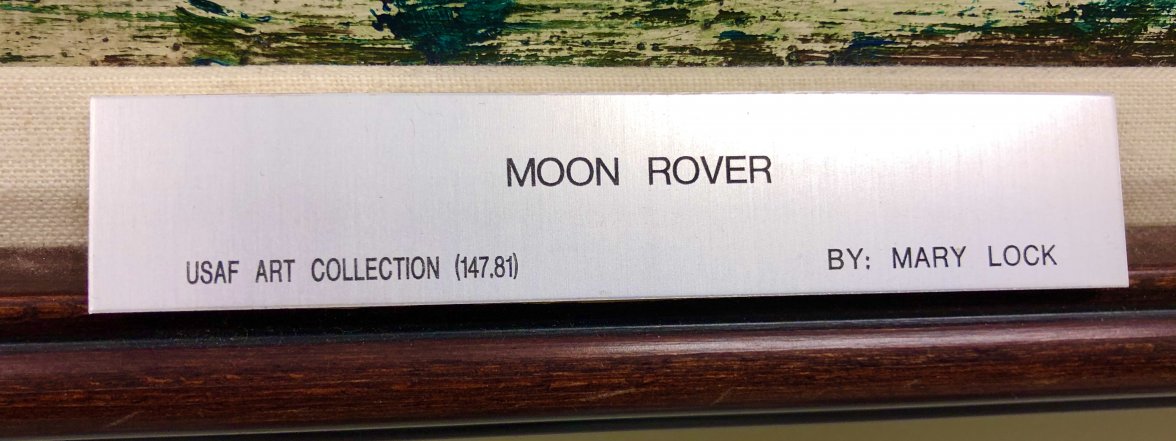 MOON ROVER
USAF ART COLLECTION (147.81)
BY: MARY LOCK